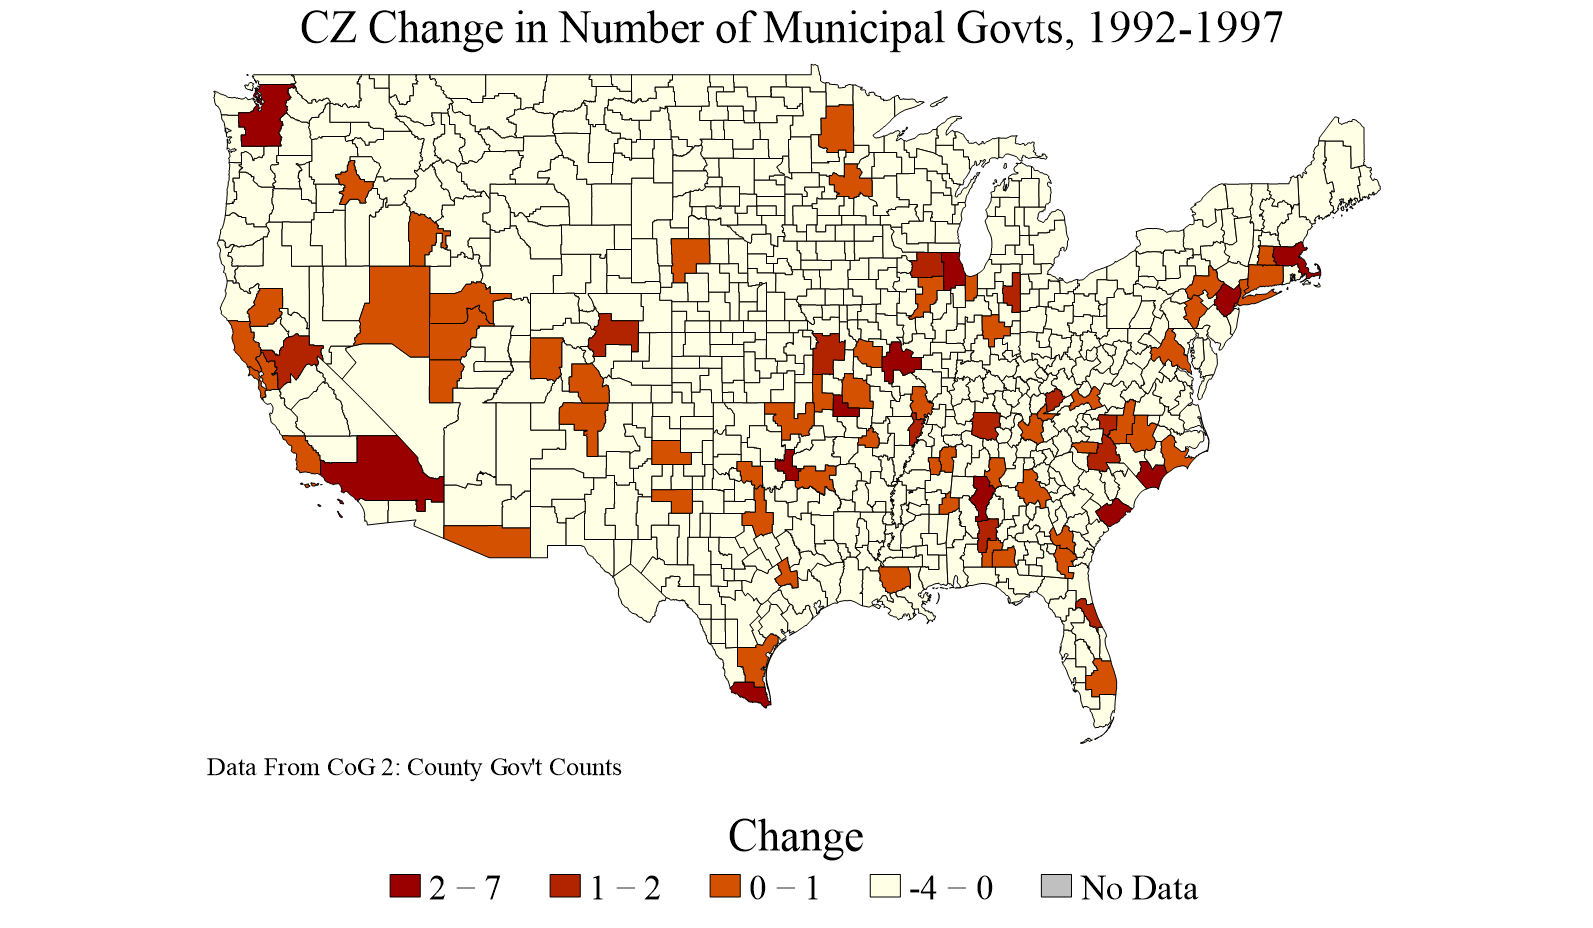 CZ Change in Number of Municipal Govts, 1992-1997
Data From CoG 2: County Gov't Counts
Change
2 – 7
1 – 2
0 – 1
-4 – 0
No Data